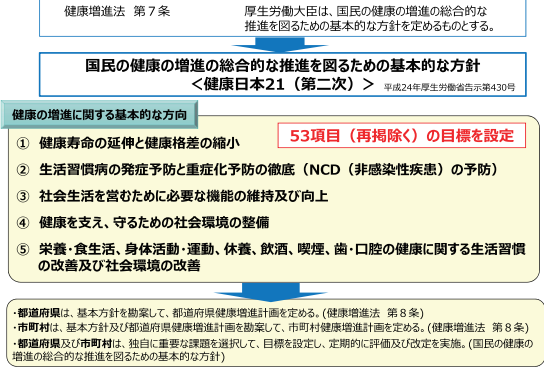 健康増進法 第7条 厚生労働大臣は、国民の健康の増進の総合的な
推進を図るための基本的な方針を定めるものとする。
国民の健康の増進の総合的な推進を図るための基本的な方針
<健康日本21(第二次)> 平成24年厚生労働省告示第430号
健康の増進に関する基本的な方向
53項目(再掲除く)の目標を設定
① 健康寿命の延伸と健康格差の縮小
② 生活習慣病の発症予防と重症化予防の徹底(NCD(非感染性疾患)の予防)
③ 社会生活を営むために必要な機能の維持及び向上
④ 健康を支え、守るための社会環境の整備
⑤ 栄養・食生活、身体活動・運動、休養、飲酒、喫煙、歯・口腔の健康に関する生活習慣
の改善及び社会環境の改善
・都道府県は、基本方針を勘案して、都道府県健康増進計画を定める。(健康増進法 第8条)
・市町村は、基本方針及び都道府県健康増進計画を勘案して、市町村健康増進計画を定める。(健康増進法 第8条)
・都道府県及び市町村は、独自に重要な課題を選択して、目標を設定し、定期的に評価及び改定を実施。(国民の健康の
増進の総合的な推進を図るための基本的な方針)